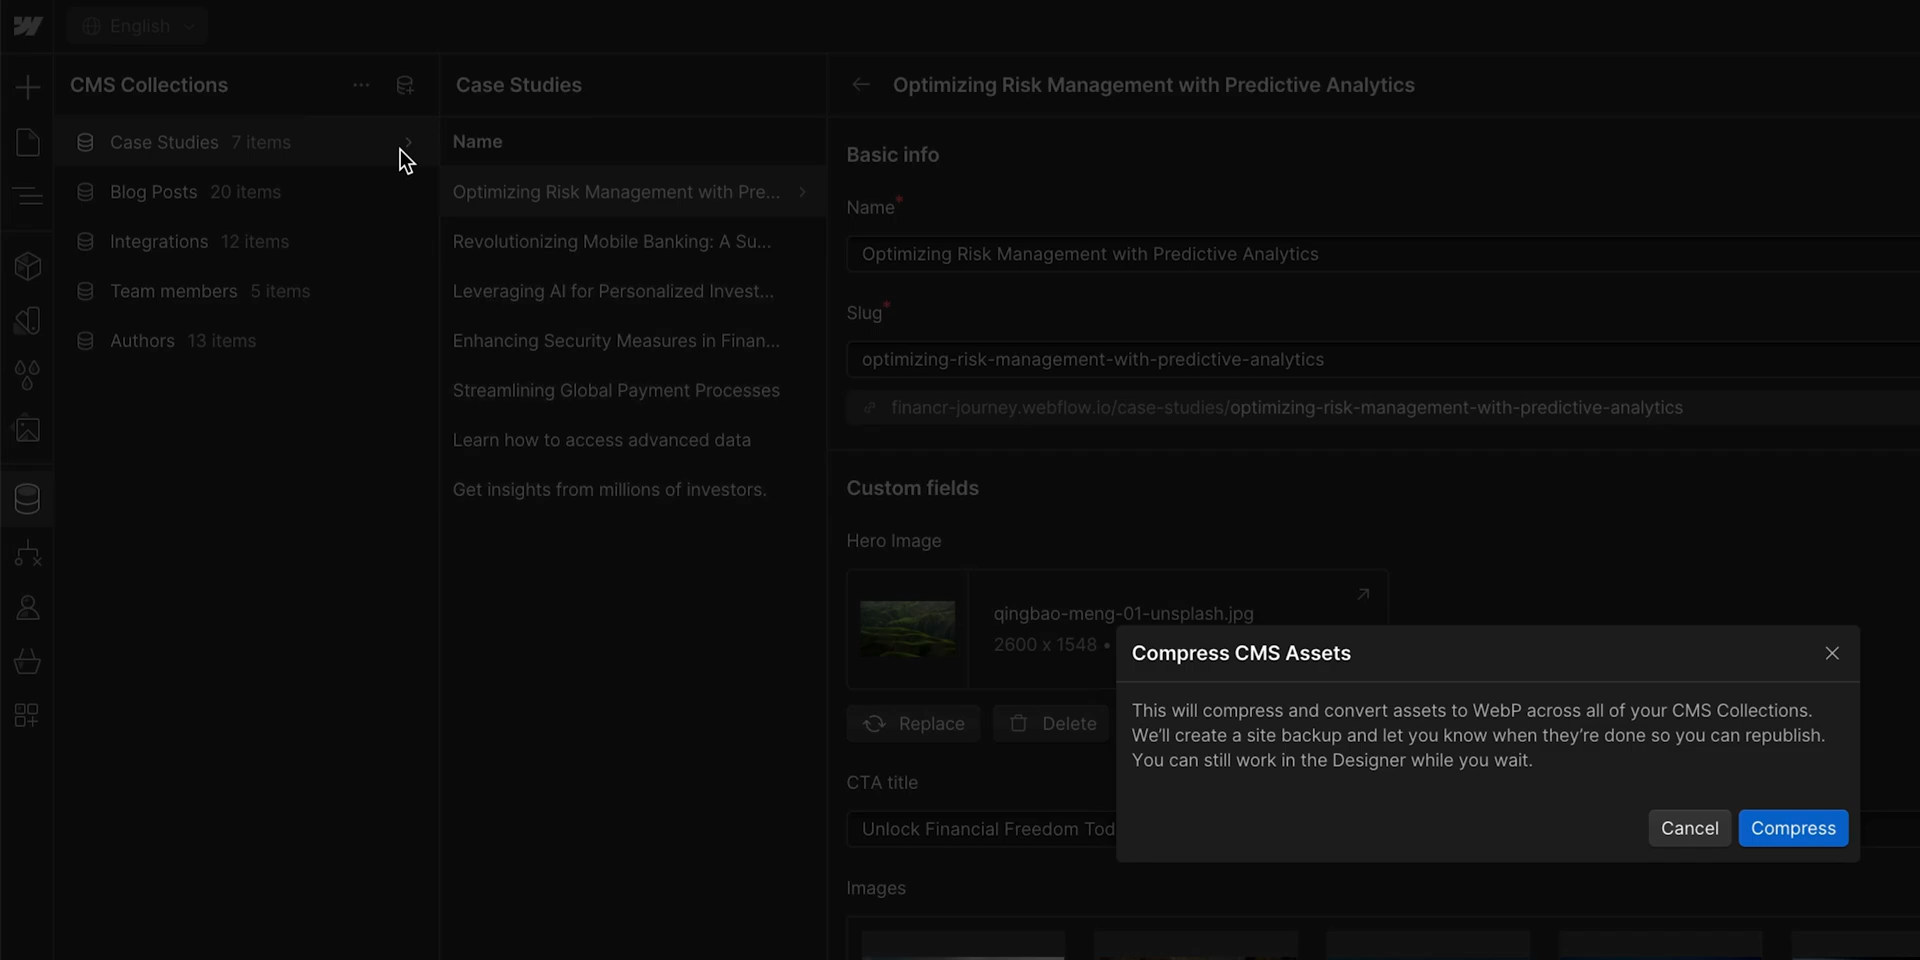 English
CMS Collections
Case Studies 7 items
Blog Posts 20 items
Integrations 12 items
Team members 5 items
Authors 13 items
Case Studies
Name
Optimizing Risk Management with Pre...
Revolutionizing Mobile Banking: A Su...
Leveraging AI for Personalized Invest...
Enhancing Security Measures in Finan...
Streamlining Global Payment Processes
Learn how to access advanced data
Get insights from millions of investors.
Optimizing Risk Management with Predictive Analytics
Basic info
Name*
Optimizing Risk Management with Predictive Analytics
Slug*
optimizing-risk-management-with-predictive-analytics
financr-journey.webflow.io/case-studies/optimizing-risk-management-with-predictive-analytics
Custom fields
Hero Image
qingbao-meng-01-unsplash.jpg
2600 x 1548 •
Replace
Delete
CTA title
Unlock Financial Freedom Tod
Images
Compress CMS Assets
This will compress and convert assets to WebP across all of your CMS Collections.
We’ll create a site backup and let you know when they’re done so you can republish.
You can still work in the Designer while you wait.
Cancel
Compress